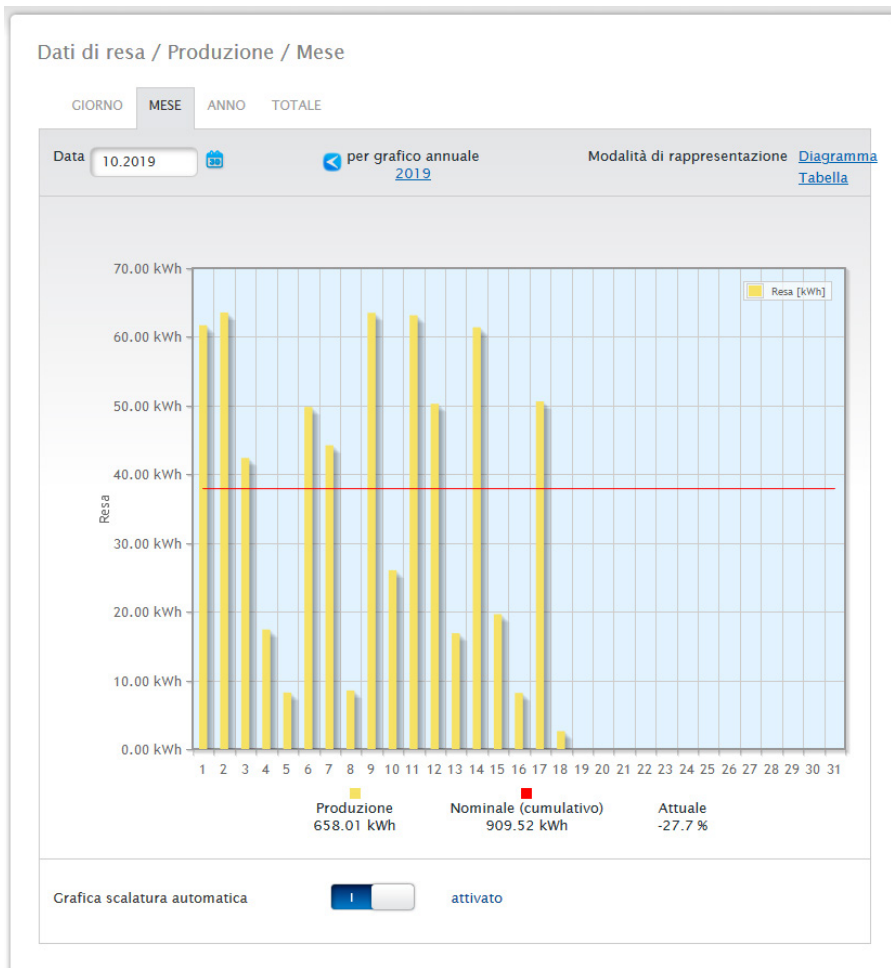 Dati di resa / Produzione / Mese
GIORNO MESE ANNO TOTALE
Data 10.2019 30 per grafico annuale Modalità di rappresentazione Diagramma
2019 Tabella
70.00 kWh
Resa [kWh]
60.00 kWh
50.00 kWh
40.00 kWh
Resa
30.00 kWh
20.00 kWh
10.00 kWh
0.00 kWh
1 2 3 4 5 6 7 8 9 10 11 12 13 14 15 16 17 18 19 20 21 22 23 24 25 26 27 28 29 30 31
Produzione Nominale (cumulativo) Attuale
658.01 kWh 909.52 kWh -27.7 %
Grafica scalatura automatica I attivato